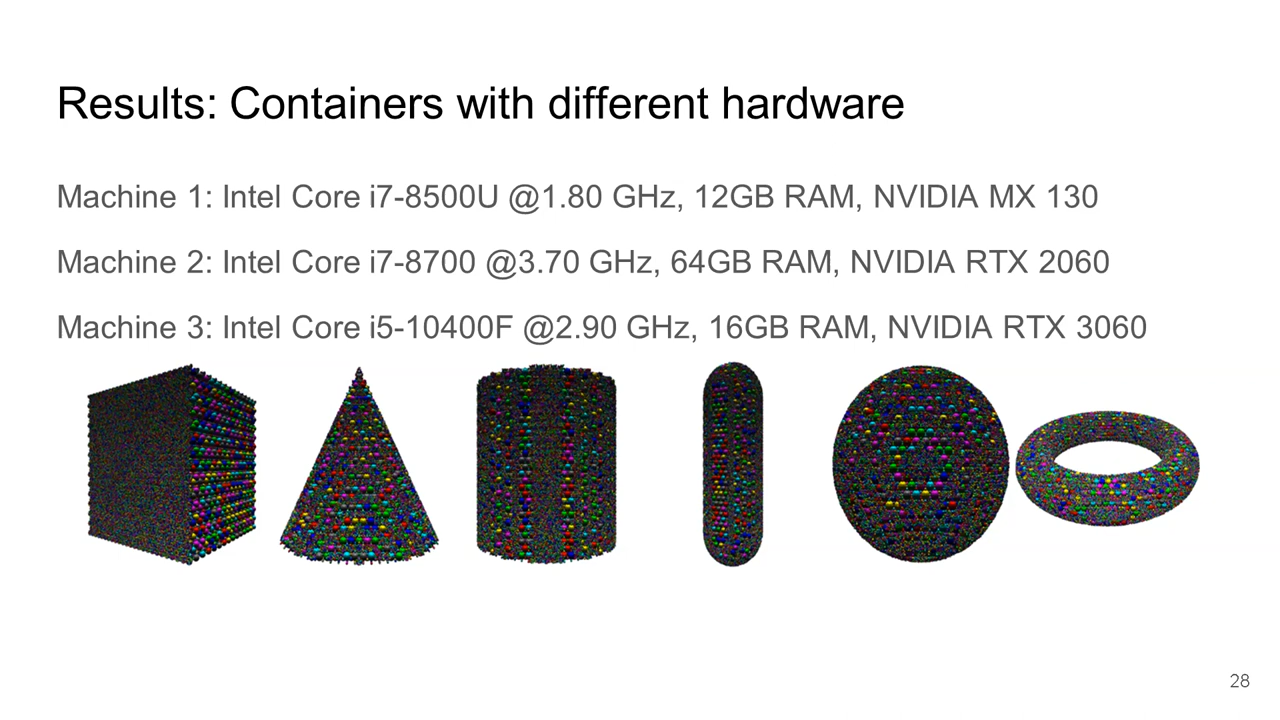 Results: Containers with different hardware
Machine 1: Intel Core i7-8500U @1.80 GHz, 12GB RAM, NVIDIA MX 130
Machine 2: Intel Core i7-8700 @3.70 GHz, 64GB RAM, NVIDIA RTX 2060
Machine 3: Intel Core i5-10400F @2.90 GHz, 16GB RAM, NVIDIA RTX 3060
28